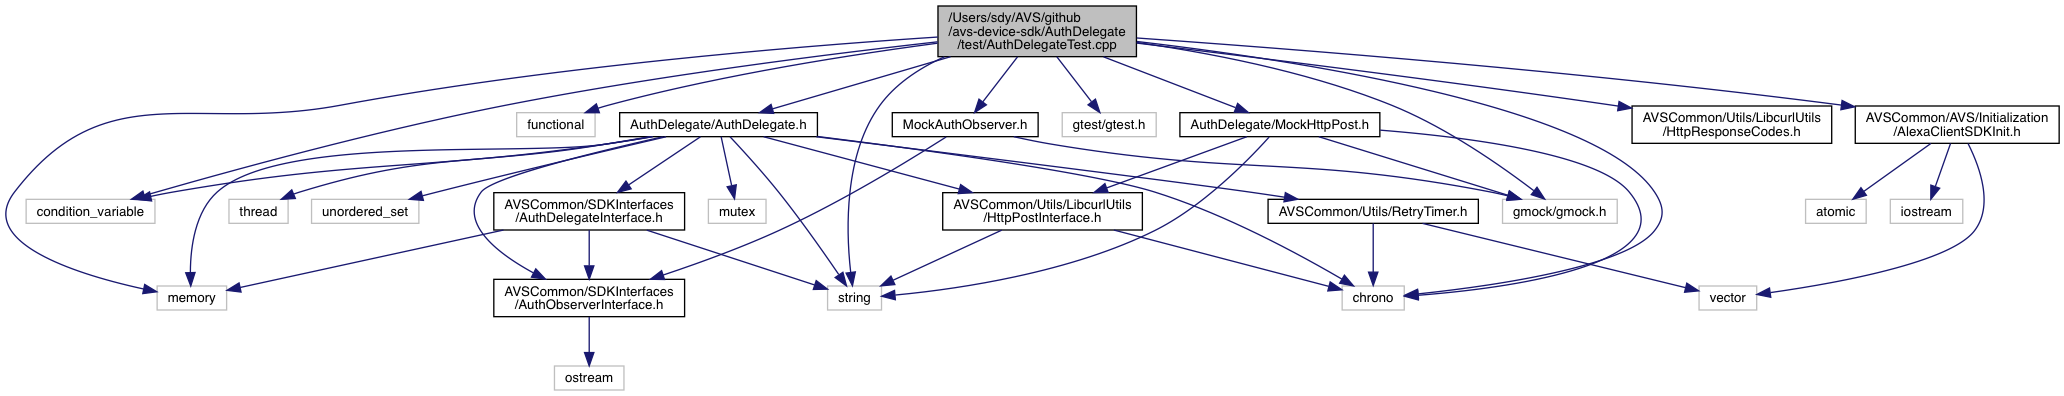 /Users/sdy/AVS/github
/avs-device-sdk/AuthDelegate
/test/AuthDelegateTest.cpp
functional
AuthDelegate/AuthDelegate.h
MockAuthObserver.h
gtest/gtest.h
AuthDelegate/MockHttpPost.h
AVSCommon/Utils/LibcurlUtils
/HttpResponseCodes.h
AVSCommon/AVS/Initialization
/AlexaClientSDKInit.h
condition_variable
thread
unordered_set
AVSCommon/SDKInterfaces
/AuthDelegateInterface.h
mutex
AVSCommon/Utils/LibcurlUtils
/HttpPostInterface.h
AVSCommon/Utils/RetryTimer.h
gmock/gmock.h
atomic
iostream
memory
AVSCommon/SDKInterfaces
/AuthObserverInterface.h
string
chrono
vector
ostream